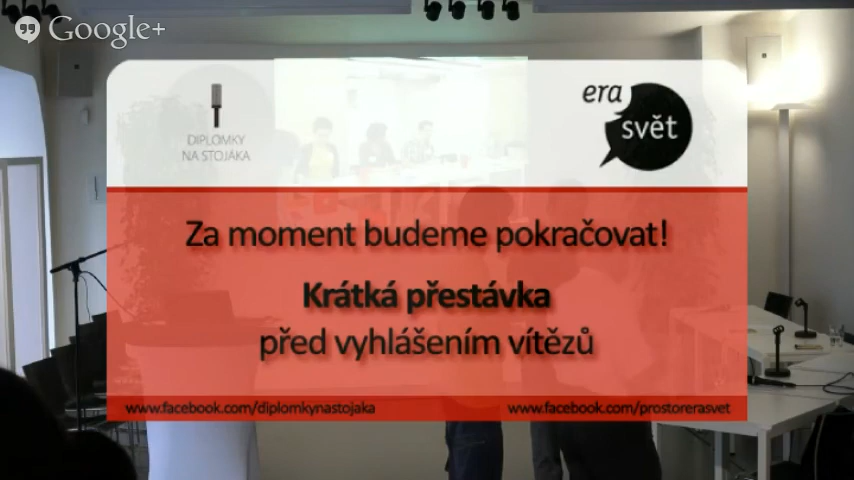 Google+
DIPLOMKY
NA STOJÁKA
era
svět
Za moment budeme pokračovat!
Krátká přestávka
před vyhlášením vítězů
www.facebook.com/diplomkynastojaka
www.facebook.com/prostorerasvet